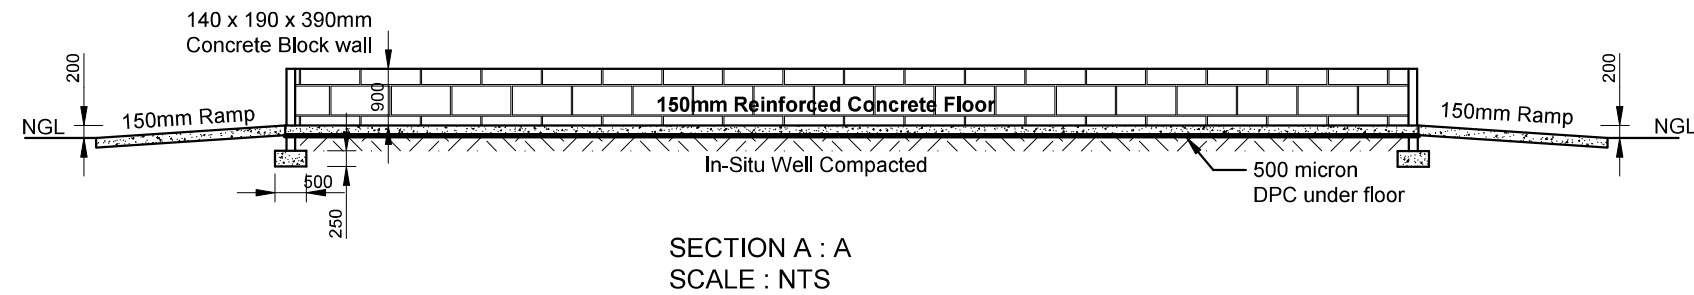 140 x 190 x 390mm
Concrete Block wall
200
900
200
150mm Ramp
150mm Reinforced Concrete Floor
150mm Ramp
NGL
NGL
In-Situ Well Compacted
500 micron
DPC under floor
500
250
SECTION A : A
SCALE : NTS